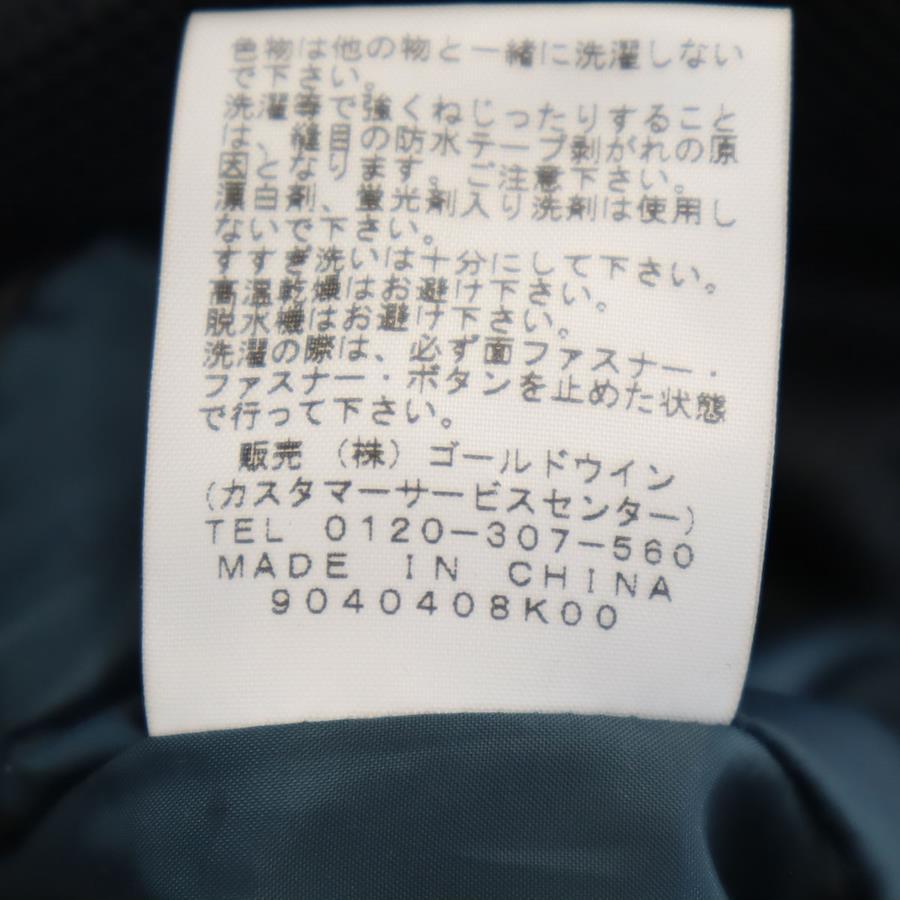 色物は他の物と一緒に洗濯しない
で下さい。
洗濯等で強くねじったりすること
は、縫目の防水テープ剥がれの原
因となります。ご注意下さい。
漂白剤、蛍光剤入り洗剤は使用し
ないで下さい。
すすぎ洗いは十分にして下さい。
高温乾燥はお避け下さい。
脱水機はお避け下さい。
洗濯の際は、必ず面ファスナー・
ファスナー・ボタンを止めた状態
で行って下さい。
販売 (株) ゴールドウイン
(カスタマーサービスセンター)
TEL 0120-307-560
MADE IN CHINA
9040408K00